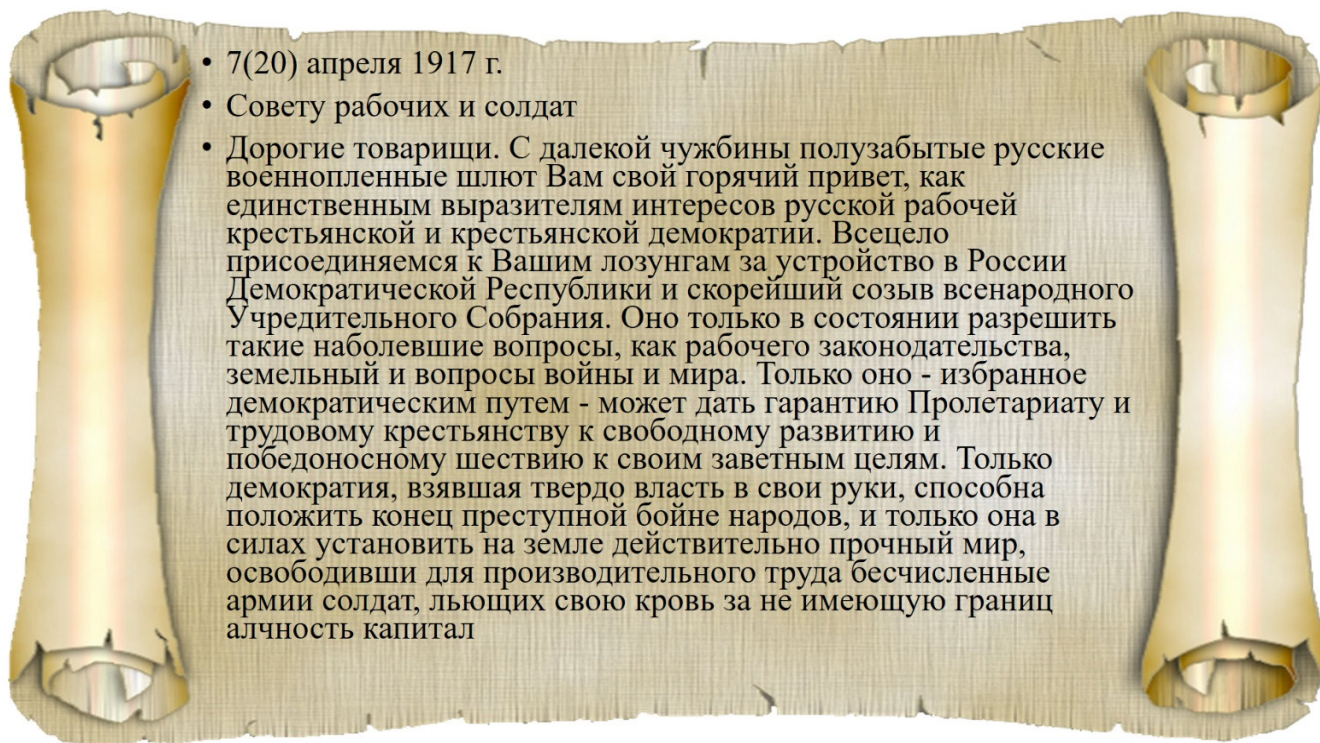 • 7(20) апреля 1917 г.
• Совету рабочих и солдат
• Дорогие товарищи. С далекой чужбины полузабытые русские
военнопленные шлют Вам свой горячий привет, как
единственным выразителям интересов русской рабочей
крестьянской и крестьянской демократии. Всецело
присоединяемся к Вашим лозунгам за устройство в России
Демократической Республики и скорейший созыв всенародного
Учредительного Собрания. Оно только в состоянии разрешить
такие наболевшие вопросы, как рабочего законодательства,
земельный и вопросы войны и мира. Только оно - избранное
демократическим путем - может дать гарантию Пролетариату и
трудовому крестьянству к свободному развитию и
победоносному шествию к своим заветным целям. Только
демократия, взявшая твердо власть в свои руки, способна
положить конец преступной бойне народов, и только она в
силах установить на земле действительно прочный мир,
освободивши для производительного труда бесчисленные
армии солдат, льющих свою кровь за не имеющую границ
алчность капитал